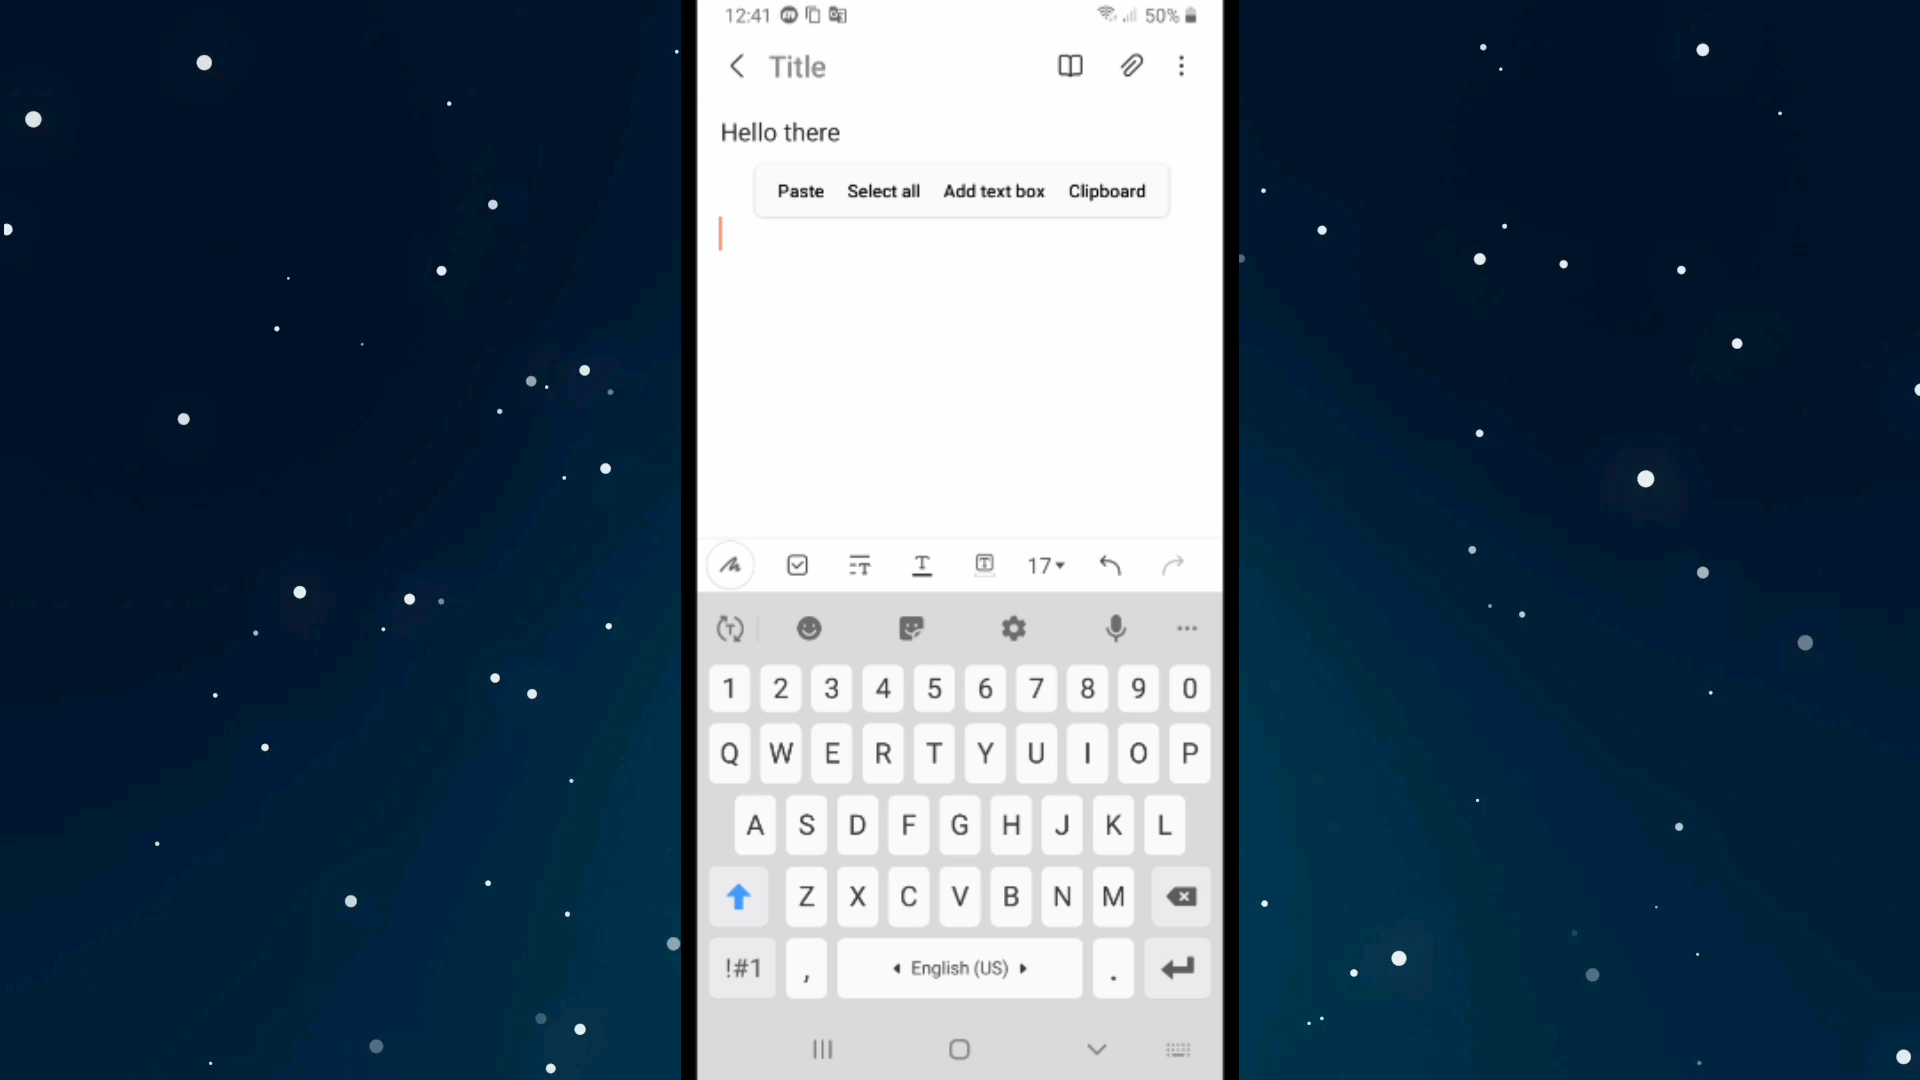 12:41 50%
Title
Hello there
Paste Select all Add text box Clipboard
17
1 2 3 4 5 6 7 8 9 0
Q W E R T Y U I O P
A S D F G H J K L
Z X C V B N M
!#1 , English (US) .